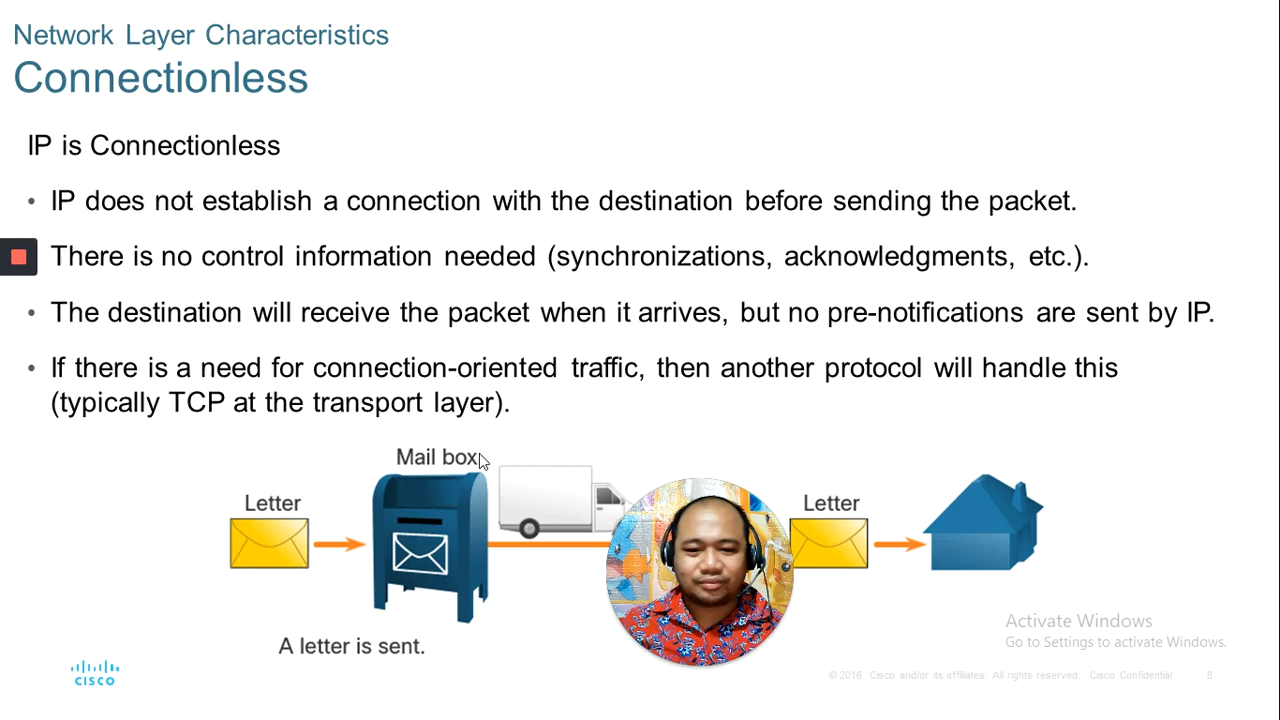 Network Layer Characteristics
Connectionless
IP is Connectionless
• IP does not establish a connection with the destination before sending the packet.
There is no control information needed (synchronizations, acknowledgments, etc.).
• The destination will receive the packet when it arrives, but no pre-notifications are sent by IP.
• If there is a need for connection-oriented traffic, then another protocol will handle this
(typically TCP at the transport layer).
Mail box
Letter
Letter
A letter is sent.
Activate Windows
Go to Settings to activate Windows.
CISCO
© 2016 Cisco and/or its affiliates. All rights reserved. Cisco Confidential 8